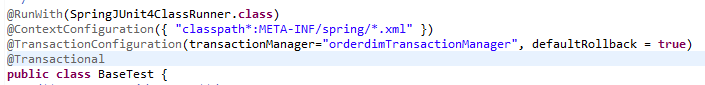 @RunWith(SpringJUnit4ClassRunner.class)
@ContextConfiguration({ "classpath*:META-INF/spring/*.xml" })
@TransactionConfiguration(transactionManager="orderdimTransactionManager", defaultRollback = true)
@Transactional
public class BaseTest {